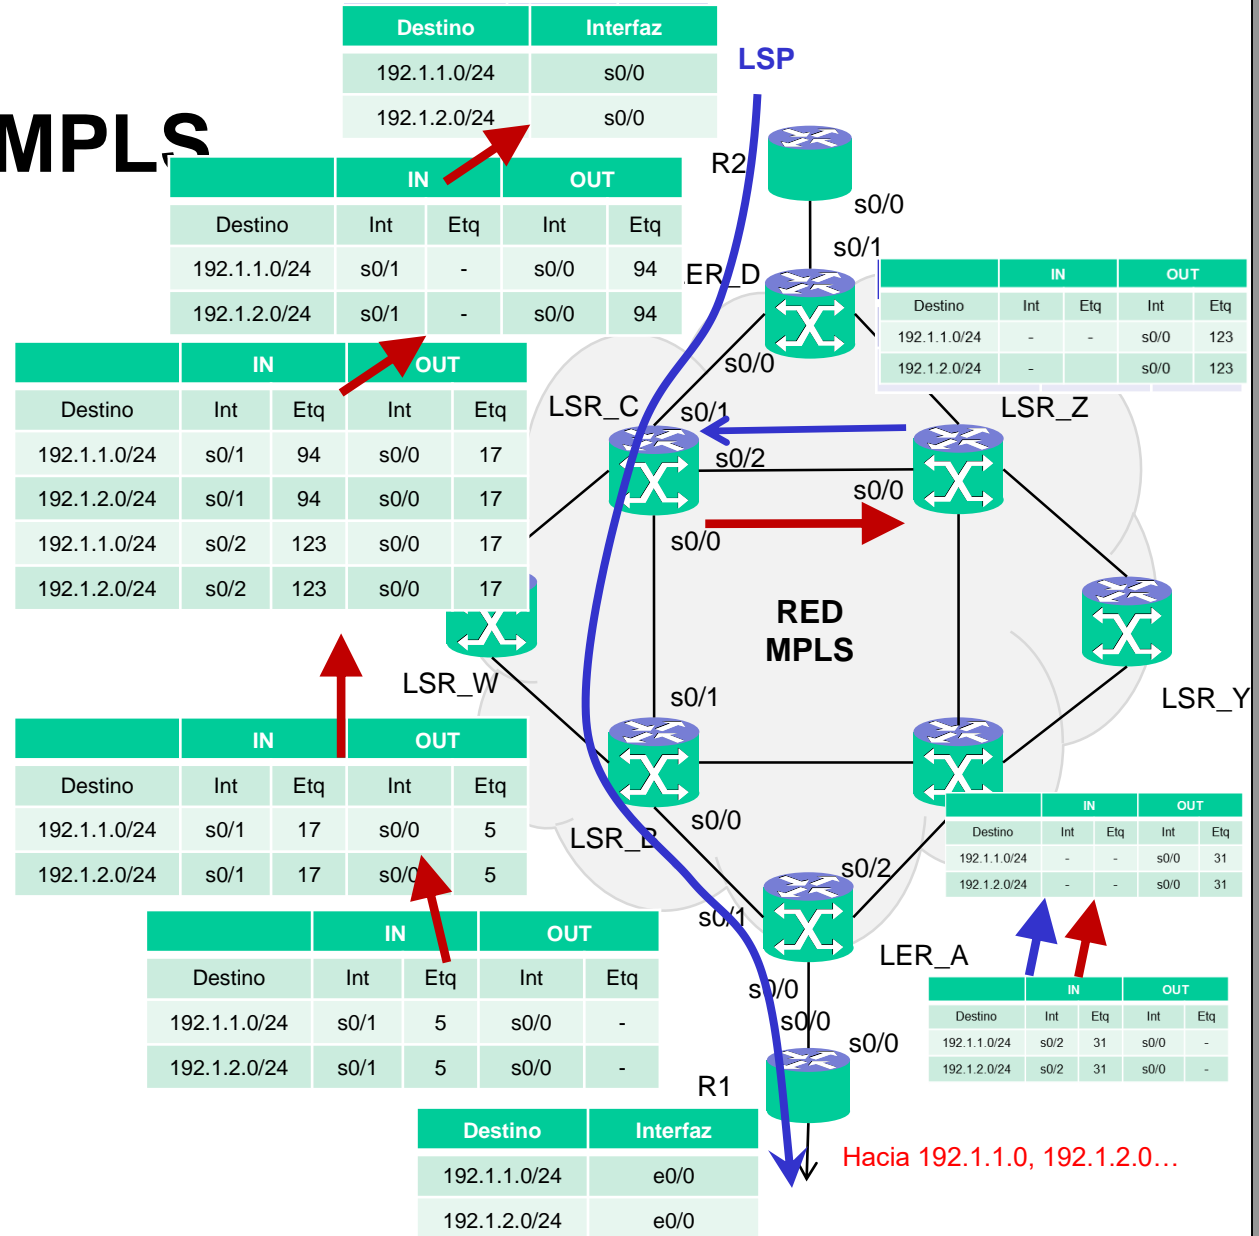 Destino Interfaz
192.1.1.0/24 s0/0
192.1.2.0/24 s0/0
LSP
MPLS
R2
s0/0
s0/1
IN OUT
Destino Int Etq Int Etq
192.1.1.0/24 s0/1 - s0/0 94
192.1.2.0/24 s0/1 - s0/0 94
ER_D
IN OUT
Destino Int Etq Int Etq
192.1.1.0/24 - - s0/0 123
192.1.2.0/24 - s0/0 123
s0/0
IN OUT
Destino Int Etq Int Etq
192.1.1.0/24 s0/1 94 s0/0 17
192.1.2.0/24 s0/1 94 s0/0 17
192.1.1.0/24 s0/2 123 s0/0 17
192.1.2.0/24 s0/2 123 s0/0 17
LSR_C
s0/1
LSR_Z
s0/2
s0/0
s0/0
RED
MPLS
LSR_W
s0/1
LSR_Y
IN OUT
Destino Int Etq Int Etq
192.1.1.0/24 s0/1 17 s0/0 5
192.1.2.0/24 s0/1 17 s0/0 5
LSR_B
s0/0
s0/2
s0/1
IN OUT
Destino Int Etq Int Etq
192.1.1.0/24 - - s0/0 31
192.1.2.0/24 - - s0/0 31
LER_A
IN OUT
Destino Int Etq Int Etq
192.1.1.0/24 s0/1 5 s0/0 -
192.1.2.0/24 s0/1 5 s0/0 -
s0/0
s0/0
s0/0
IN OUT
Destino Int Etq Int Etq
192.1.1.0/24 s0/2 31 s0/0 -
192.1.2.0/24 s0/2 31 s0/0 -
R1
Destino Interfaz
192.1.1.0/24 e0/0
192.1.2.0/24 e0/0
Hacia 192.1.1.0, 192.1.2.0…